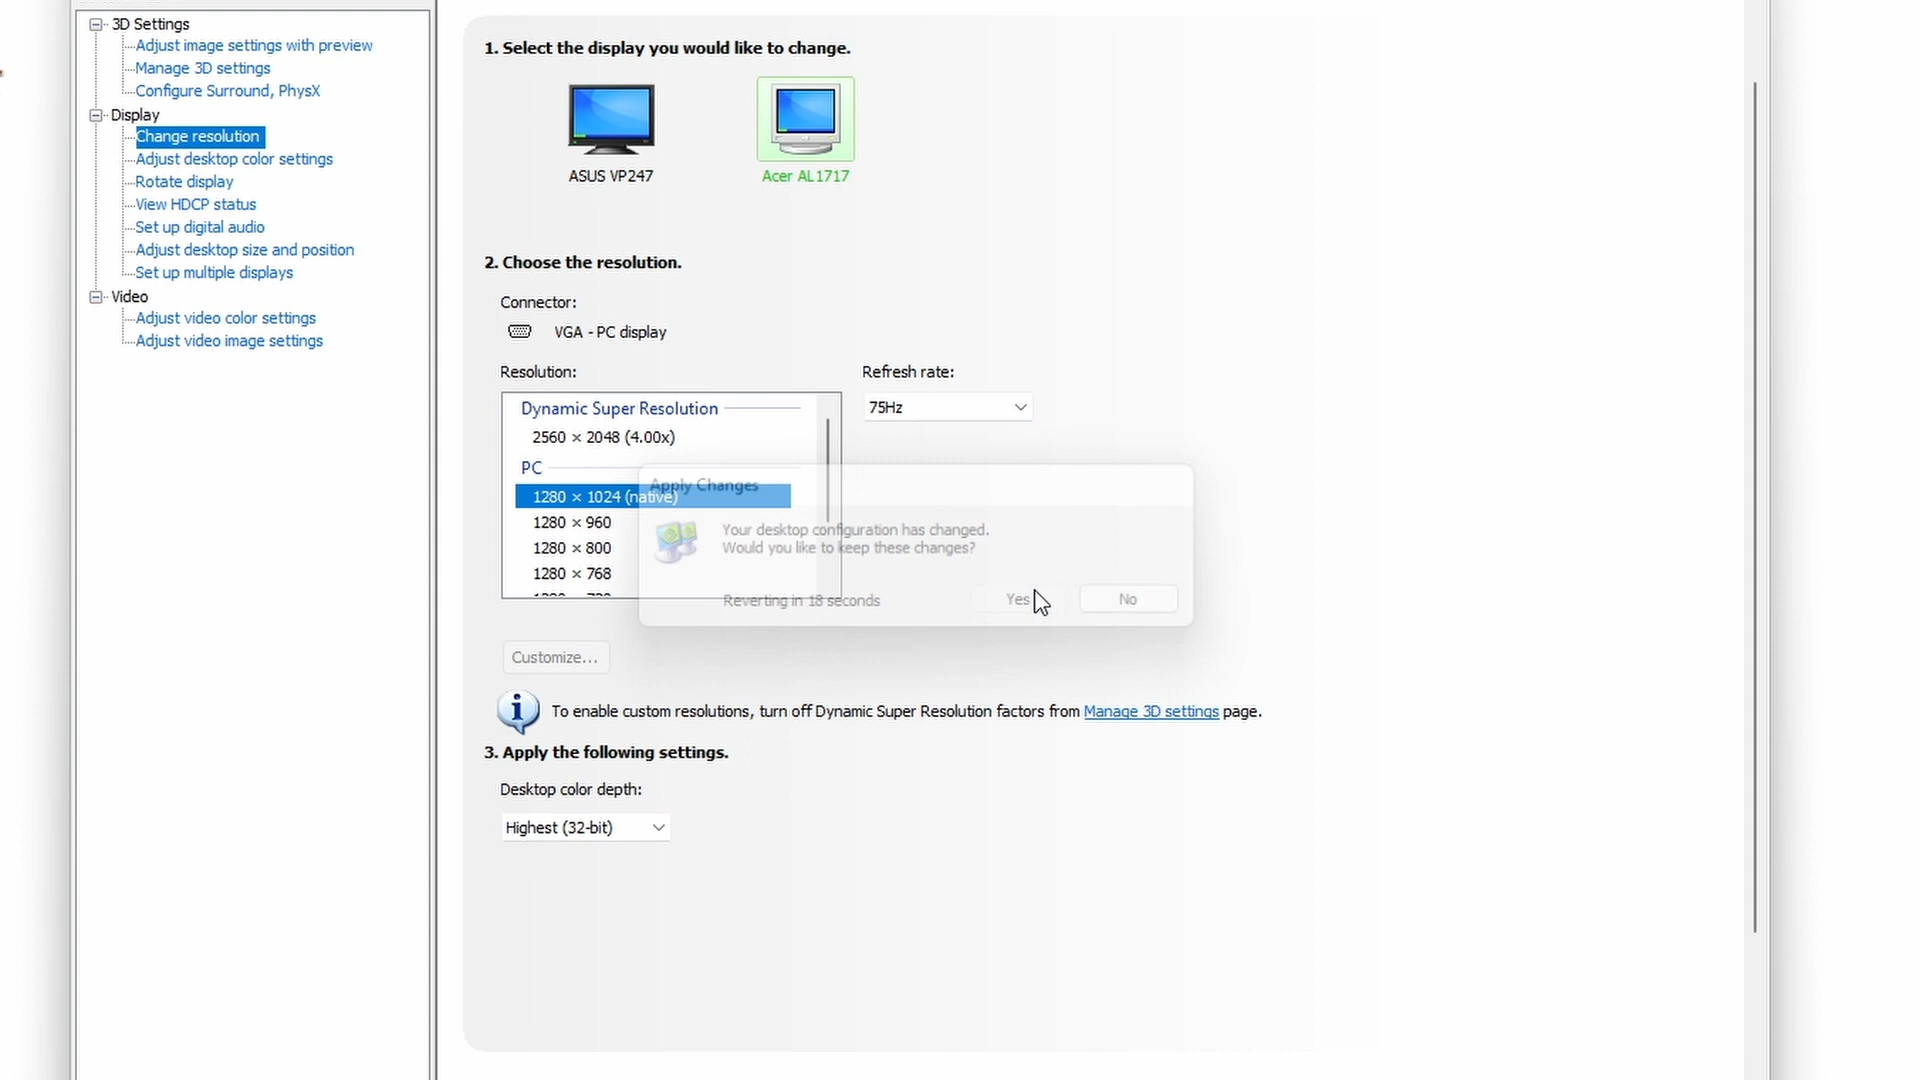 3D Settings
Adjust image settings with preview
Manage 3D settings
Configure Surround, PhysX
Display
Change resolution
Adjust desktop color settings
Rotate display
View HDCP status
Set up digital audio
Adjust desktop size and position
Set up multiple displays
Video
Adjust video color settings
Adjust video image settings
1. Select the display you would like to change.
ASUS VP247
Acer AL1717
2. Choose the resolution.
Connector:
VGA - PC display
Resolution:
Refresh rate:
Dynamic Super Resolution
75Hz
2560 × 2048 (4.00x)
PC
1280 × 1024 (native)
1280 × 960
1280 × 800
1280 × 768
Apply Changes
Your desktop configuration has changed.
Would you like to keep these changes?
Reverting in 18 seconds
Yes
No
Customize...
To enable custom resolutions, turn off Dynamic Super Resolution factors from Manage 3D settings page.
3. Apply the following settings.
Desktop color depth:
Highest (32-bit)